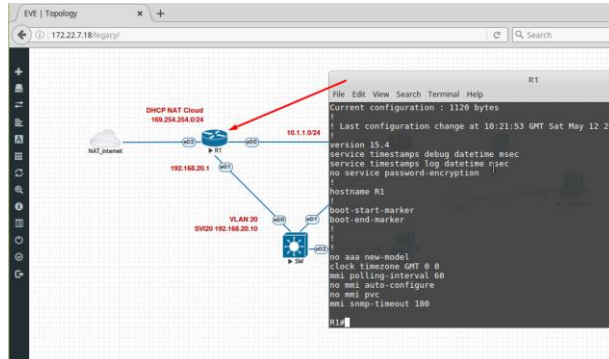 EVE | Topology
172.22.7.18/legacy/
Search
DHCP NAT Cloud
169.254.254.0/24
10.1.1.0/24
NAT_internet
e0/2
R1
e0/0
192.168.20.1
e0/1
VLAN 20
SVI20 192.168.20.10
e0/0
e0/1
SW
e0/2
R1
File Edit View Search Terminal Help
Current configuration : 1120 bytes
!
! Last configuration change at 10:21:53 GMT Sat May 12 2
!
version 15.4
service timestamps debug datetime msec
service timestamps log datetime msec
no service password-encryption
!
hostname R1
!
boot-start-marker
boot-end-marker
!
!
!
no aaa new-model
clock timezone GMT 0 0
mmi polling-interval 60
no mmi auto-configure
no mmi pvc
mmi snmp-timeout 180
R1#